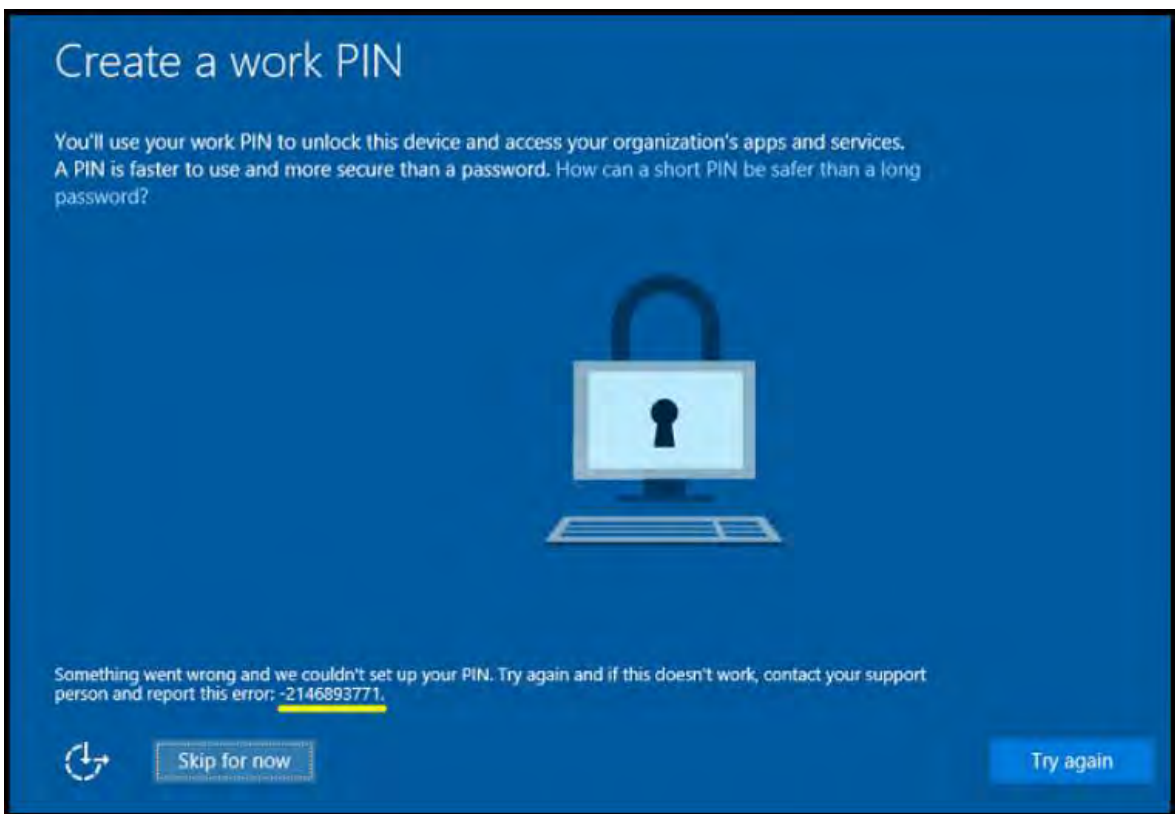 Create a work PIN
You'll use your work PIN to unlock this device and access your organization's apps and services.
A PIN is faster to use and more secure than a password. How can a short PIN be safer than a long
password?
Something went wrong and we couldn't set up your PIN. Try again and if this doesn't work, contact your support
person and report this error: -2146893771.
Skip for now
Try again